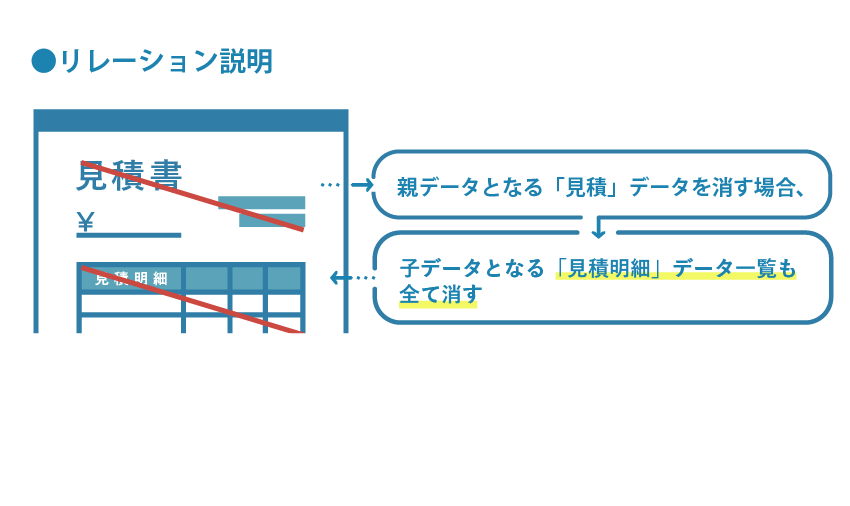 ●リレーション説明
見積書
親データとなる「見積」データを消す場合、
¥
子データとなる「見積明細」データ一覧も
全て消す
見積明細